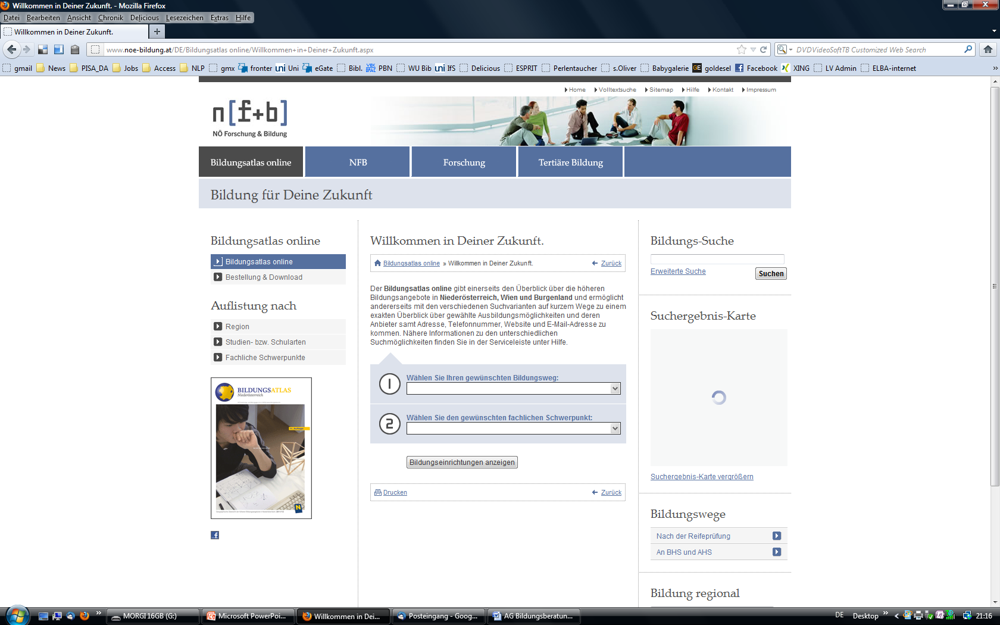 Willkommen in Deiner Zukunft. - Mozilla Firefox
Datei Bearbeiten Ansicht Chronik Delicious Lesezeichen Extras Hilfe
Willkommen in Deiner Zukunft.
www.noe-bildung.at/DE/Bildungsatlas online/Willkommen+in+Deiner+Zukunft.aspx
DVDVideoSoftTB Customized Web Search
gmail News PISA_DA Jobs Access NLP gmx fronter uni Uni eGate Bibl. VBK OPAC PBN WU Bib uni IfS Delicious ESPRIT Perlentaucher s.Oliver Babygalerie GE goldesel Facebook XING LV Admin ELBA-internet
Home Volltextsuche Sitemap Hilfe Kontakt Impressum
n[f+b]
NÖ Forschung & Bildung
Bildungsatlas online NFB Forschung Tertiäre Bildung
Bildung für Deine Zukunft
Bildungsatlas online
Bildungsatlas online
Bestellung & Download
Auflistung nach
Region
Studien- bzw. Schularten
Fachliche Schwerpunkte
BILDUNGSATLAS
Niederösterreich
Willkommen in Deiner Zukunft.
Bildungsatlas online » Willkommen in Deiner Zukunft. Zurück
Der Bildungsatlas online gibt einerseits den Überblick über die höheren
Bildungsangebote in Niederösterreich, Wien und Burgenland und ermöglicht
andererseits mit den verschiedenen Suchvarianten auf kurzem Wege zu einem
exakten Überblick über gewählte Ausbildungsmöglichkeiten und deren
Anbieter samt Adresse, Telefonnummer, Website und E-Mail-Adresse zu
kommen. Nähere Informationen zu den unterschiedlichen
Suchmöglichkeiten finden Sie in der Serviceleiste unter Hilfe.
1 Wählen Sie Ihren gewünschten Bildungsweg:
2 Wählen Sie den gewünschten fachlichen Schwerpunkt:
Bildungseinrichtungen anzeigen
Drucken Zurück
Bildungs-Suche
Erweiterte Suche Suchen
Suchergebnis-Karte
Suchergebnis-Karte vergrößern
Bildungswege
Nach der Reifeprüfung
An BHS und AHS
Bildung regional
MORGI16GB (G:) Microsoft PowerPoi... Willkommen in Dei... Posteingang - Goog... AG Bildungsberatun... DE Desktop 21:16